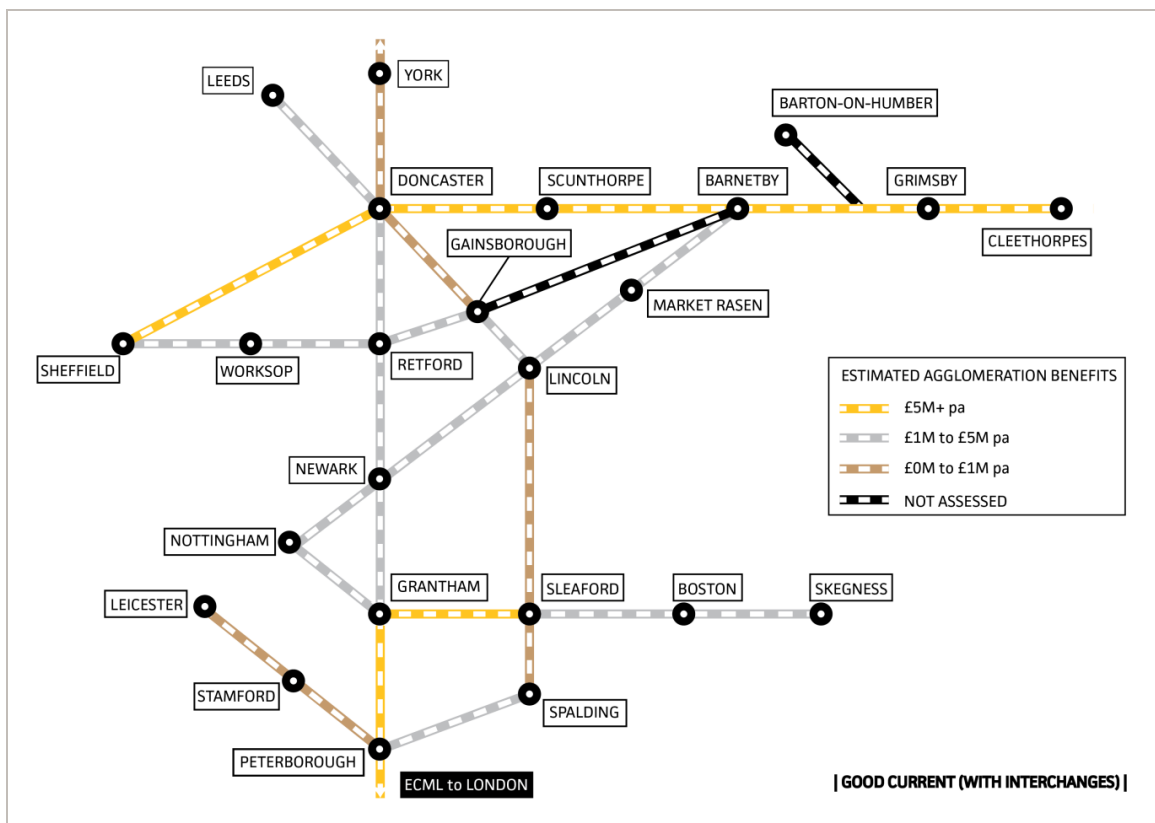 LEEDS
YORK
BARTON-ON-HUMBER
DONCASTER
SCUNTHORPE
BARNETBY
GRIMSBY
CLEETHORPES
GAINSBOROUGH
MARKET RASEN
SHEFFIELD
WORKSOP
RETFORD
LINCOLN
ESTIMATED AGGLOMERATION BENEFITS
£5M+ pa
£1M to £5M pa
£0M to £1M pa
NOT ASSESSED
NEWARK
NOTTINGHAM
LEICESTER
GRANTHAM
SLEAFORD
BOSTON
SKEGNESS
STAMFORD
SPALDING
PETERBOROUGH
ECML to LONDON
| GOOD CURRENT (WITH INTERCHANGES) |